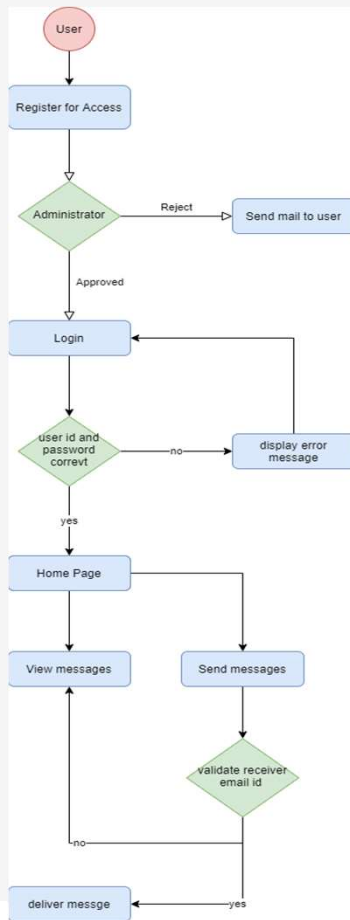 User
Register for Access
Administrator
Reject
Send mail to user
Approved
Login
user id and
password
correvt
no
display error
message
yes
Home Page
View messages
Send messages
validate receiver
email id
no
yes
deliver messge